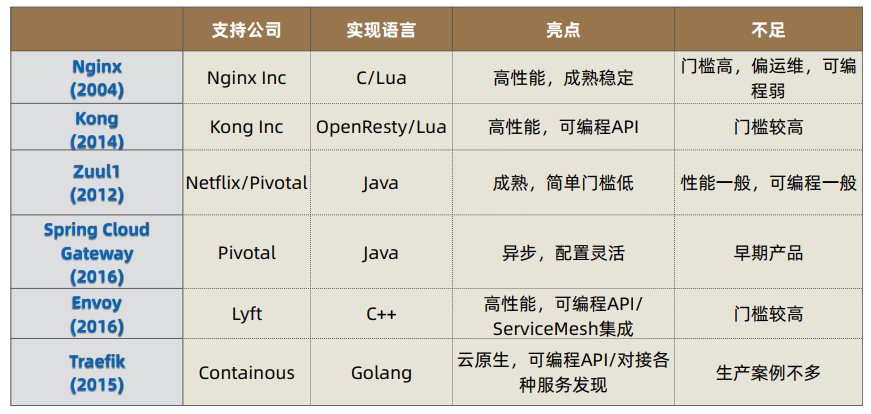 支持公司 实现语言 亮点 不足
Nginx
(2004)
Nginx Inc C/Lua 高性能，成熟稳定
门槛高，偏运维，可编
程弱
Kong
(2014)
Kong Inc OpenResty/Lua 高性能，可编程API 门槛较高
Zuul1
(2012)
Netflix/Pivotal Java 成熟，简单门槛低 性能一般，可编程一般
Spring Cloud
Gateway
(2016)
Pivotal Java 异步，配置灵活 早期产品
Envoy
(2016)
Lyft C++
高性能，可编程API/
ServiceMesh集成
门槛较高
Traefik
(2015)
Containous Golang
云原生，可编程API/对接各
种服务发现
生产案例不多